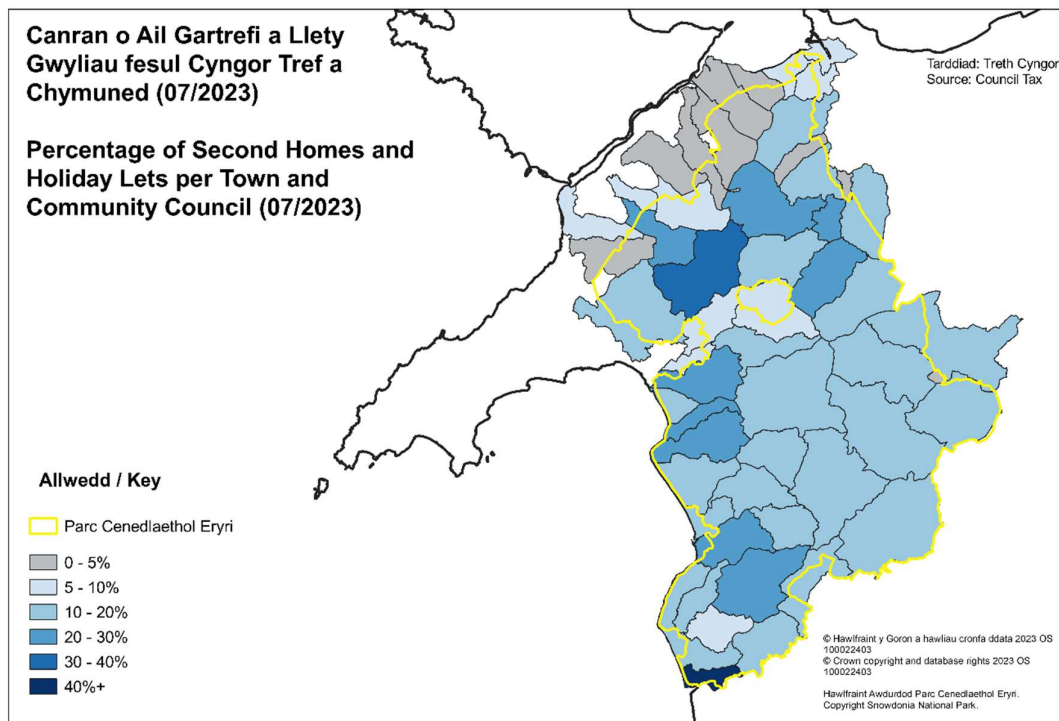 Canran o Ail Gartrefi a Llety
Gwyliau fesul Cyngor Tref a
Chymuned (07/2023)
Percentage of Second Homes and
Holiday Lets per Town and
Community Council (07/2023)
Tarddiad: Treth Cyngor
Source: Council Tax
Allwedd / Key
Parc Cenedlaethol Eryri
0 - 5%
5 - 10%
10 - 20%
20 - 30%
30 - 40%
40%+
© Hawlfraint y Goron a hawliau cronfa ddata 2023 OS
100022403
© Crown copyright and database rights 2023 OS
100022403
Hawlfraint Awdurdod Parc Cenedlaethol Eryri.
Copyright Snowdonia National Park.